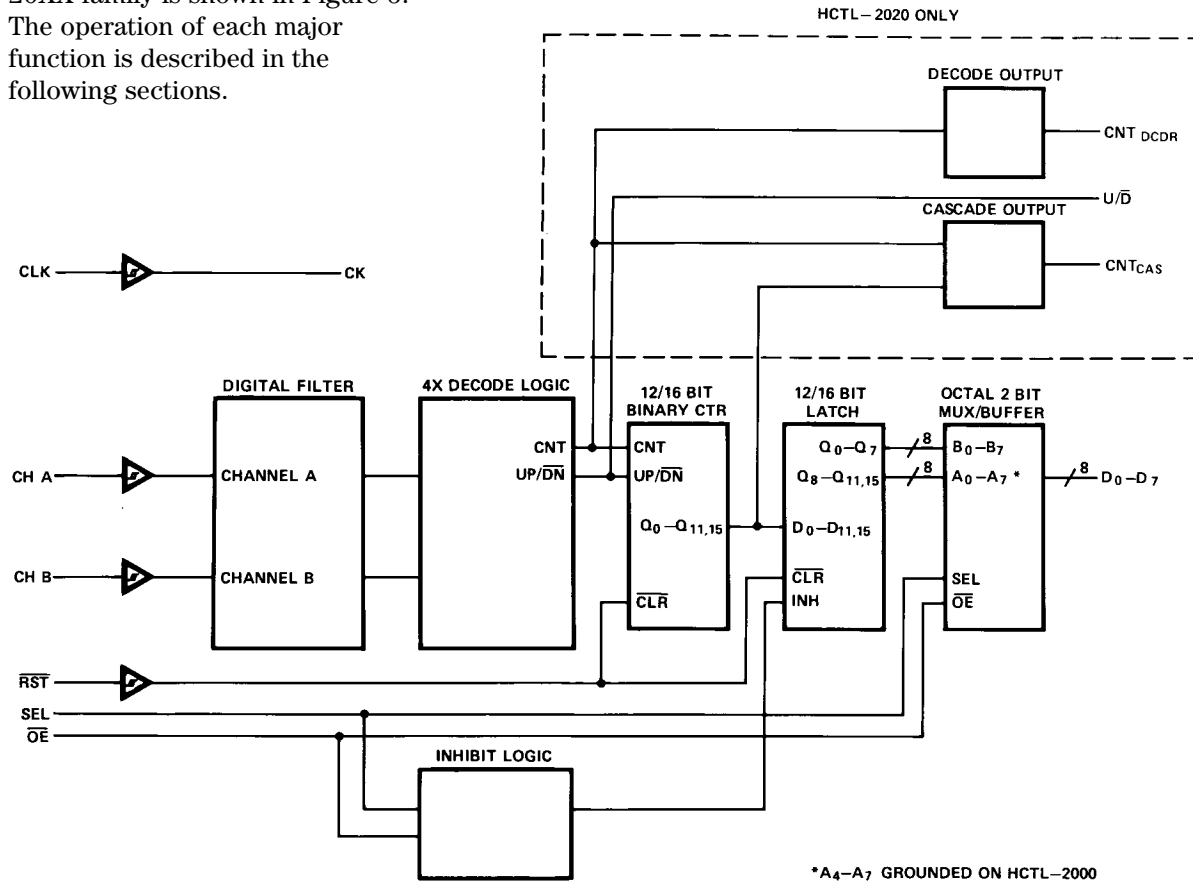 The operation of each major
function is described in the
following sections.
HCTL–2020 ONLY
DECODE OUTPUT
CNT DCDR
U/D̅
CASCADE OUTPUT
CNTCAS
CLK
CK
DIGITAL FILTER
4X DECODE LOGIC
12/16 BIT
BINARY CTR
12/16 BIT
LATCH
OCTAL 2 BIT
MUX/BUFFER
CH A
CHANNEL A
CH B
CHANNEL B
CNT
UP/D̅N̅
CNT
UP/D̅N̅
Q0–Q11,15
C̅L̅R̅
Q0–Q7
Q8–Q11,15
D0–D11,15
C̅L̅R̅
INH
8
8
B0–B7
A0–A7 *
SEL
O̅E̅
8
D0–D7
R̅S̅T̅
SEL
O̅E̅
INHIBIT LOGIC
*A4–A7 GROUNDED ON HCTL–2000